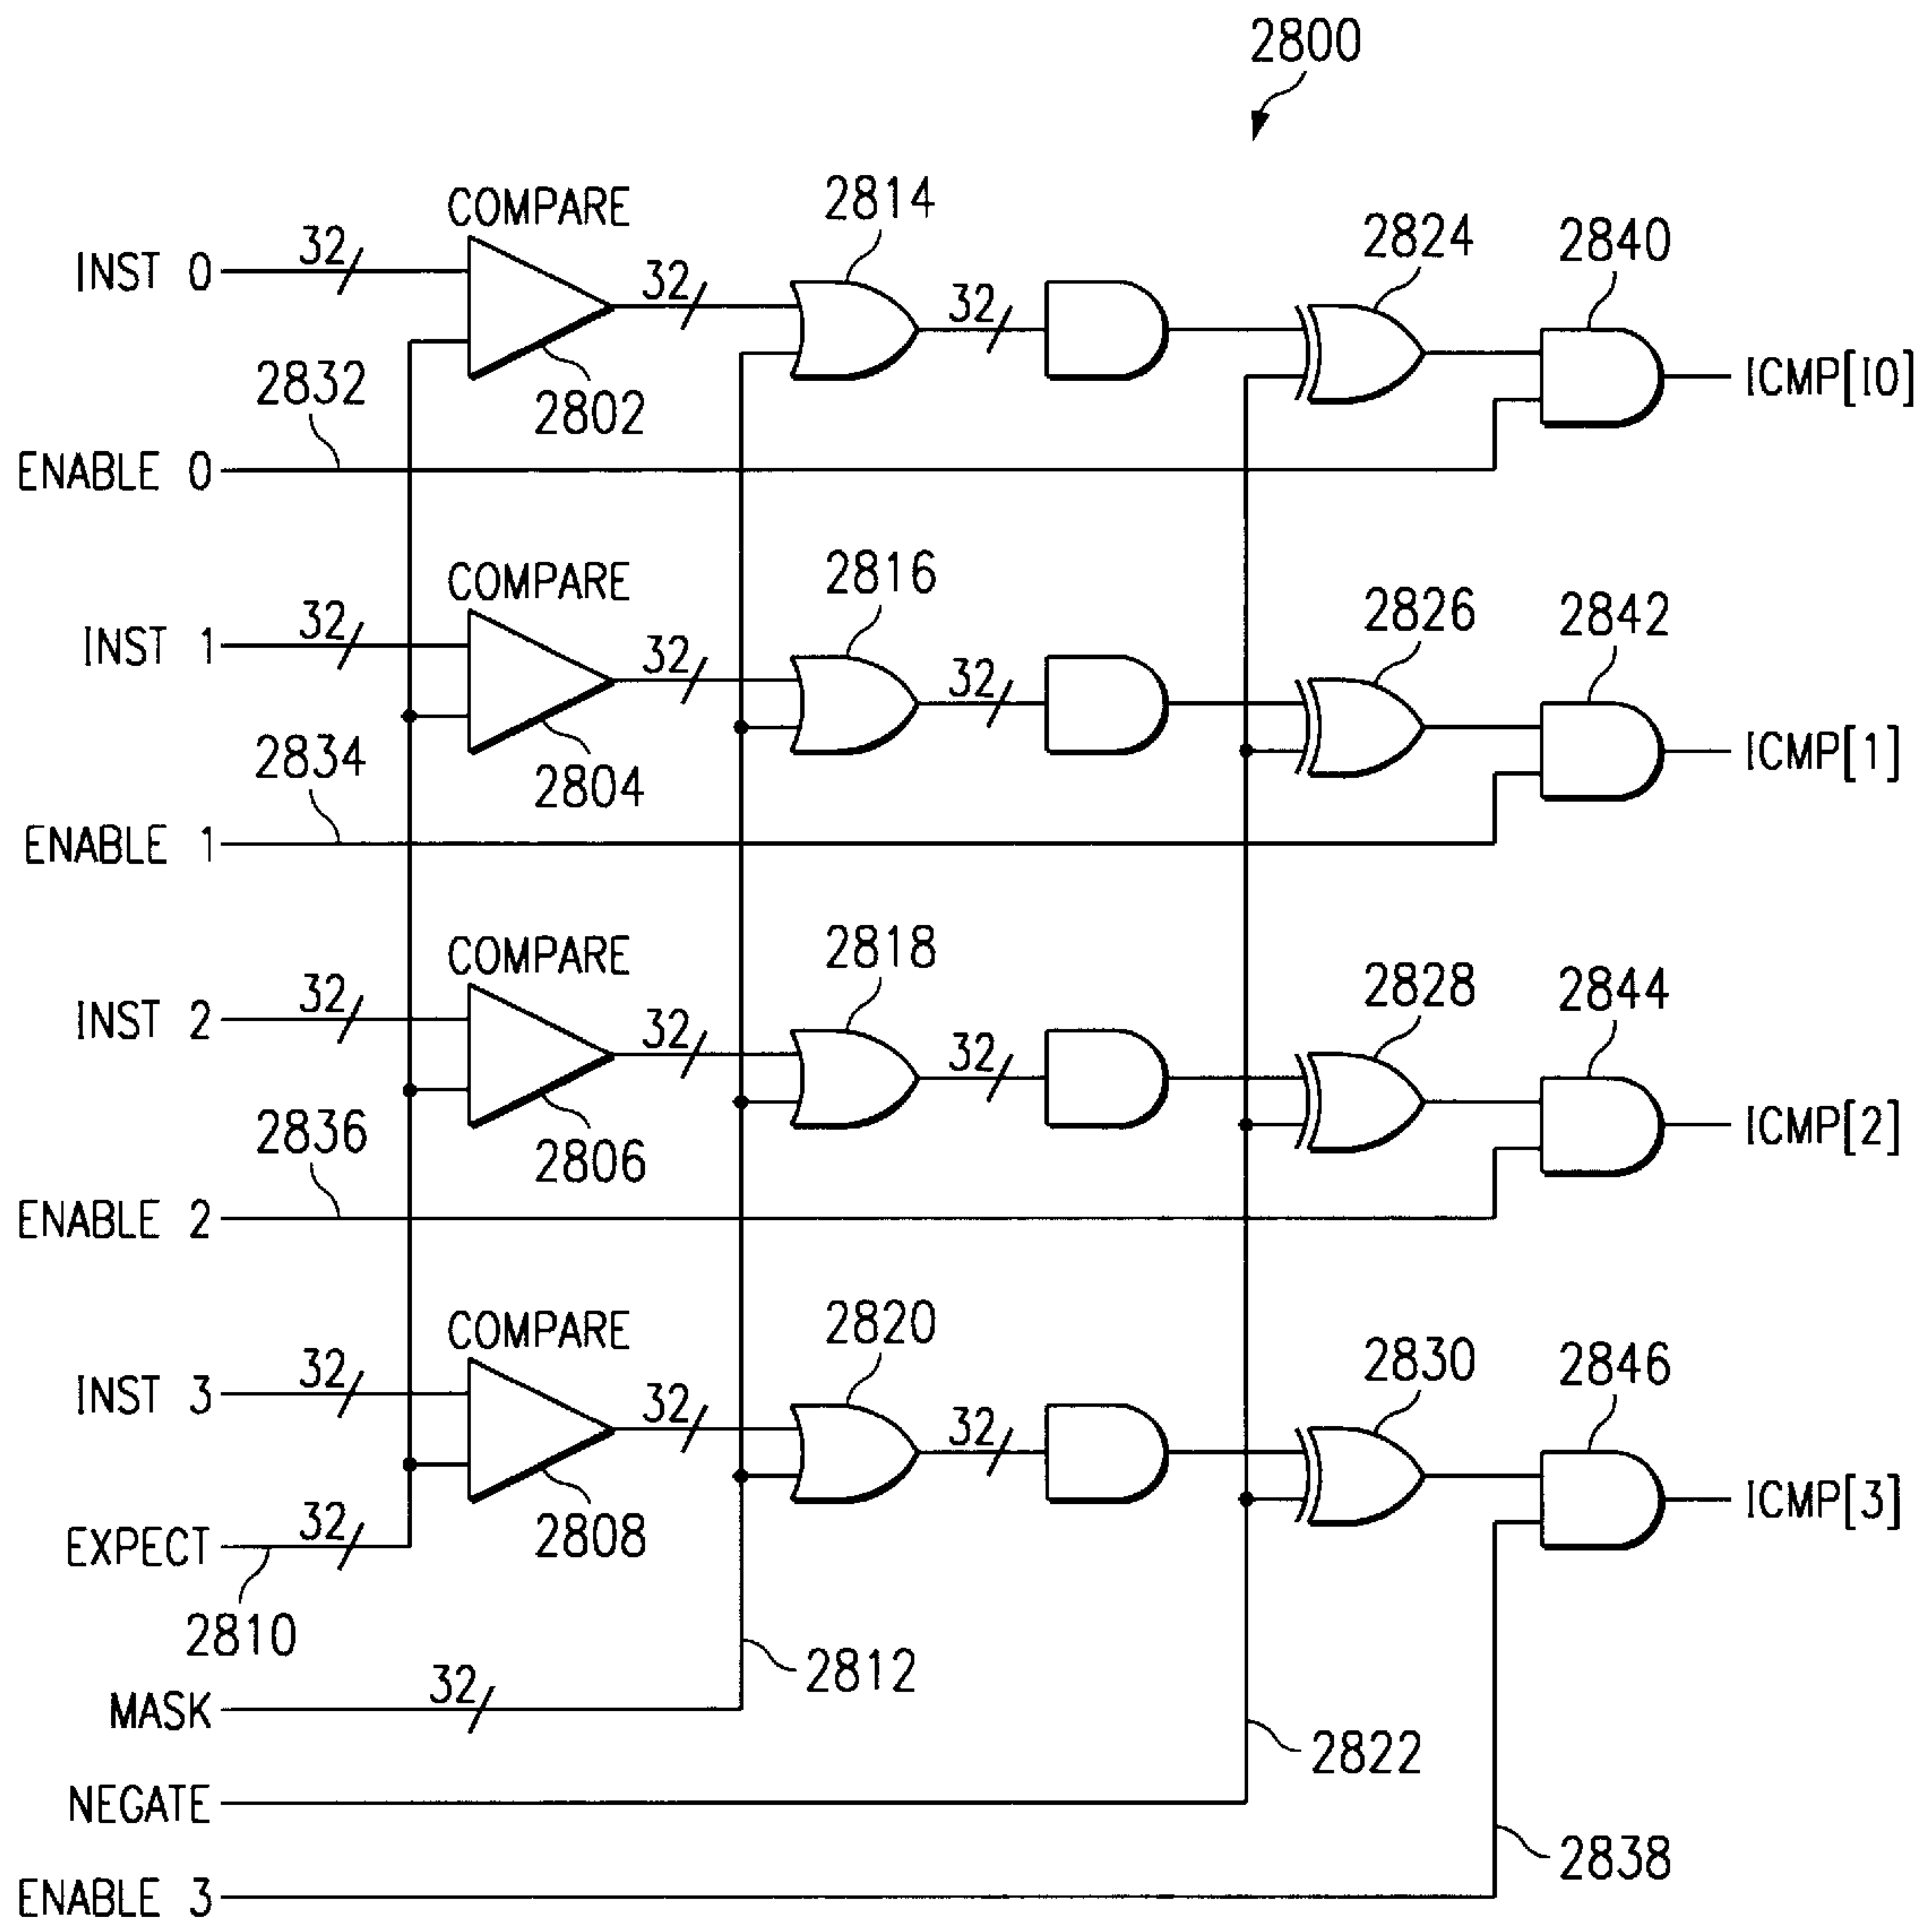 2800
COMPARE
2814
2824
2840
INST 0
32
32
32
ICMP[I0]
2832
2802
ENABLE 0
COMPARE
2816
2826
2842
INST 1
32
32
32
ICMP[1]
2834
2804
ENABLE 1
COMPARE
2818
2828
2844
INST 2
32
32
32
ICMP[2]
2836
2806
ENABLE 2
COMPARE
2820
2830
2846
INST 3
32
32
32
ICMP[3]
EXPECT
32
2808
2810
2812
MASK
32
2822
NEGATE
2838
ENABLE 3